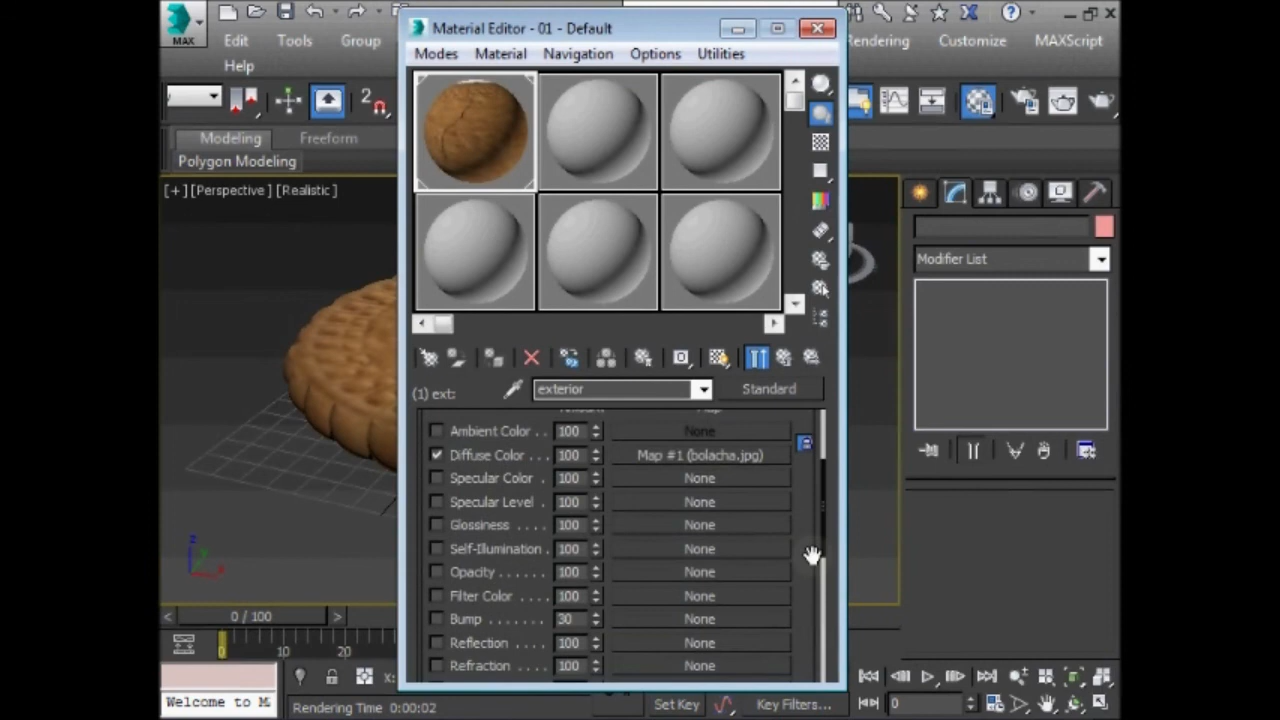 Material Editor - 01 - Default
MAX
Edit Tools Group
Rendering Customize MAXScript
Help
Modes Material Navigation Options Utilities
Modeling Freeform
Polygon Modeling
[+] [Perspective] [Realistic]
Modifier List
(1) ext: exterior Standard
Ambient Color . . 100 None
Diffuse Color . . . 100 Map #1 (bolacha.jpg)
Specular Color . 100 None
Specular Level . 100 None
Glossiness . . . . 100 None
Self-Illumination . 100 None
Opacity . . . . . . 100 None
Filter Color . . . . 100 None
Bump . . . . . . . 30 None
Reflection . . . . 100 None
Refraction . . . . 100 None
< 0 / 100 >
0 10 20
x:
Welcome to M
Rendering Time 0:00:02
Set Key Key Filters...
0